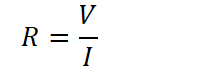 R = V/I